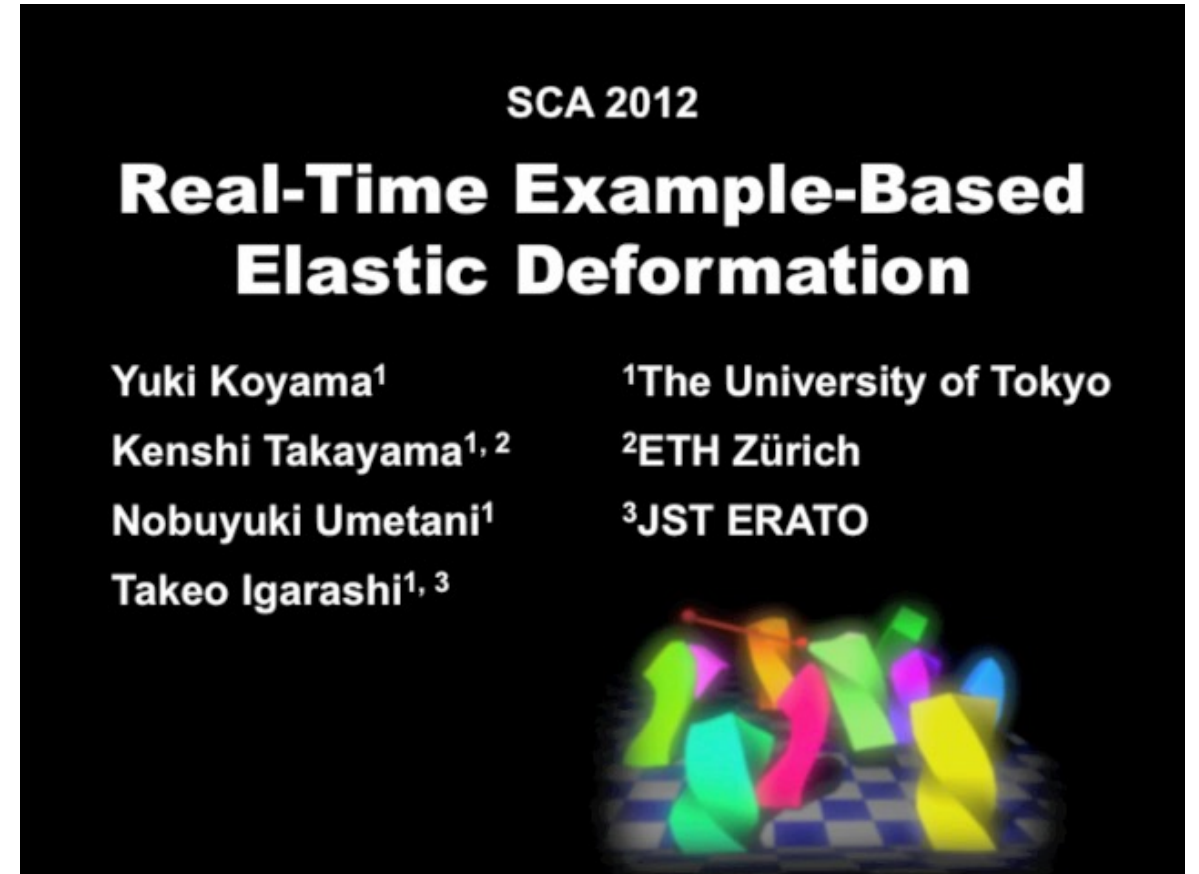 SCA 2012
Real-Time Example-Based
Elastic Deformation
Yuki Koyama¹
Kenshi Takayama¹, ²
Nobuyuki Umetani¹
Takeo Igarashi¹, ³
¹The University of Tokyo
²ETH Zürich
³JST ERATO